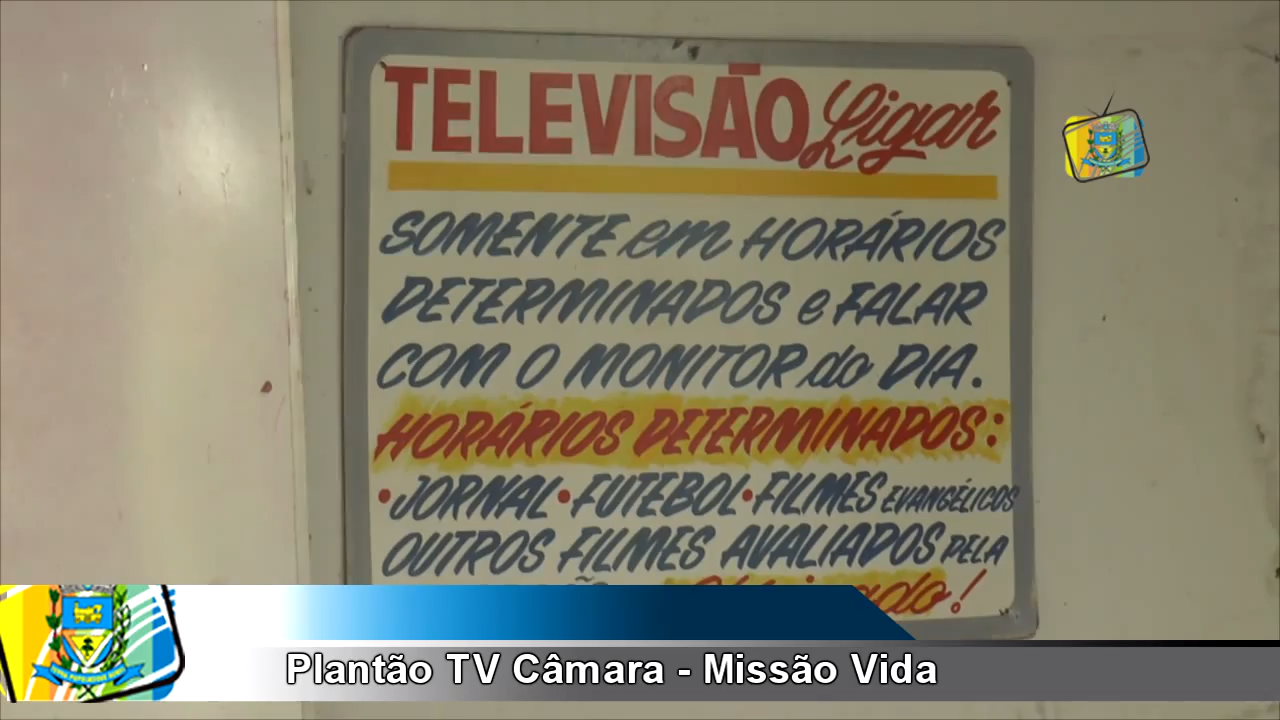 TELEVISÃO Ligar
SOMENTE em HORÁRIOS
DETERMINADOS e FALAR
COM O MONITOR do DIA.
HORÁRIOS DETERMINADOS:
•JORNAL•FUTEBOL•FILMES EVANGÉLICOS
OUTROS FILMES AVALIADOS PELA
Plantão TV Câmara - Missão Vida